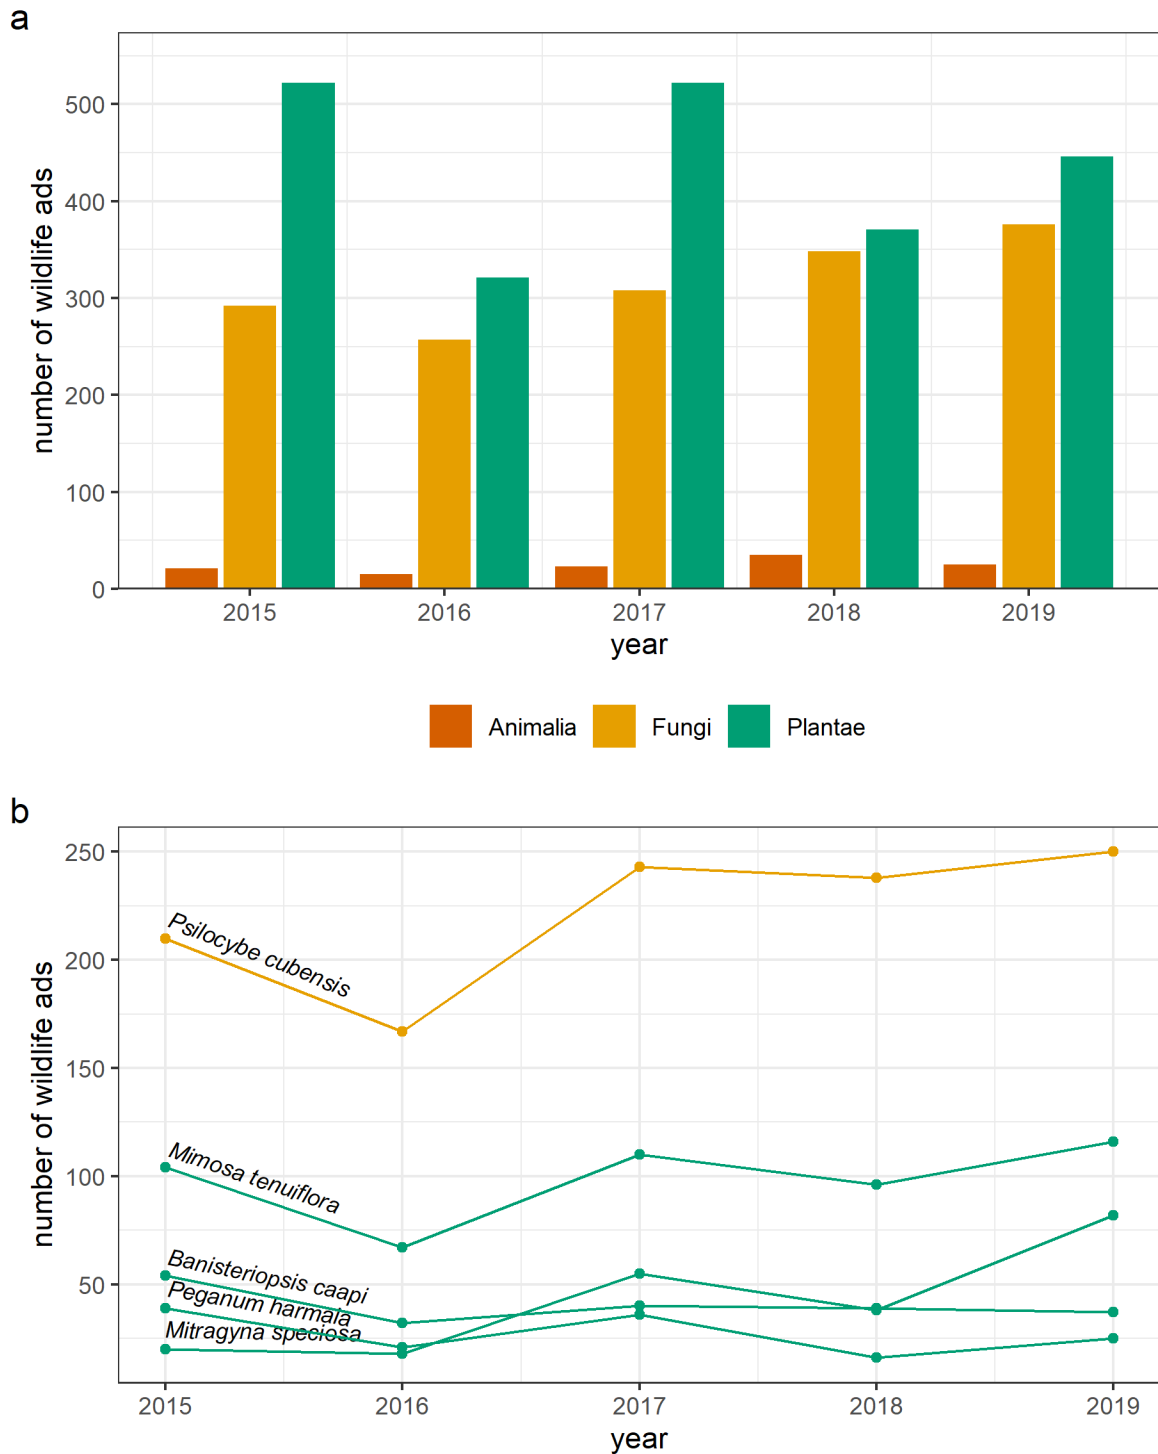 a
number of wildlife ads
500
400
300
200
100
0
2015 2016 2017 2018 2019
year
Animalia Fungi Plantae
b
number of wildlife ads
250
200
150
100
50
Psilocybe cubensis
Mimosa tenuiflora
Banisteriopsis caapi
Peganum harmala
Mitragyna speciosa
2015 2016 2017 2018 2019
year